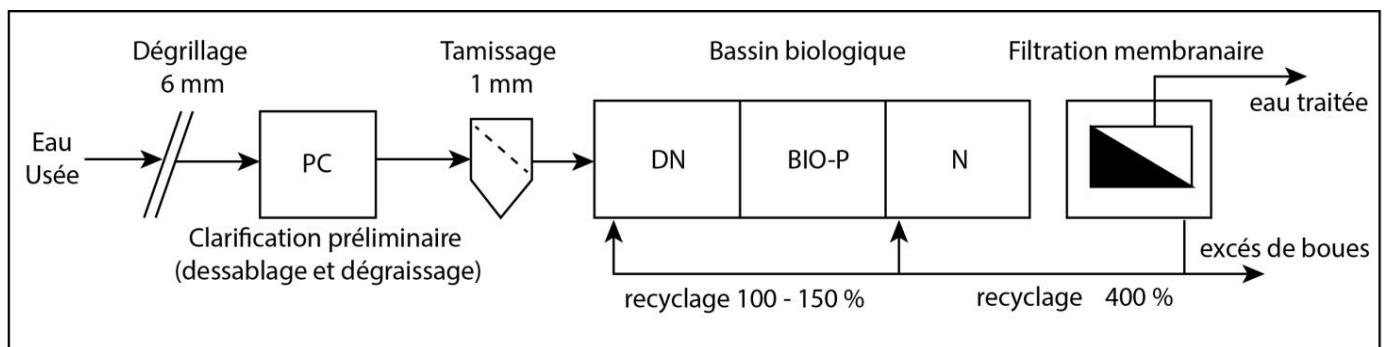 Dégrillage
6 mm
Tamissage
1 mm
Bassin biologique
Filtration membranaire
eau traitée
Eau
Usée
PC
DN
BIO-P
N
Clarification préliminaire
(dessablage et dégraissage)
excés de boues
recyclage 100 - 150 %
recyclage 400 %